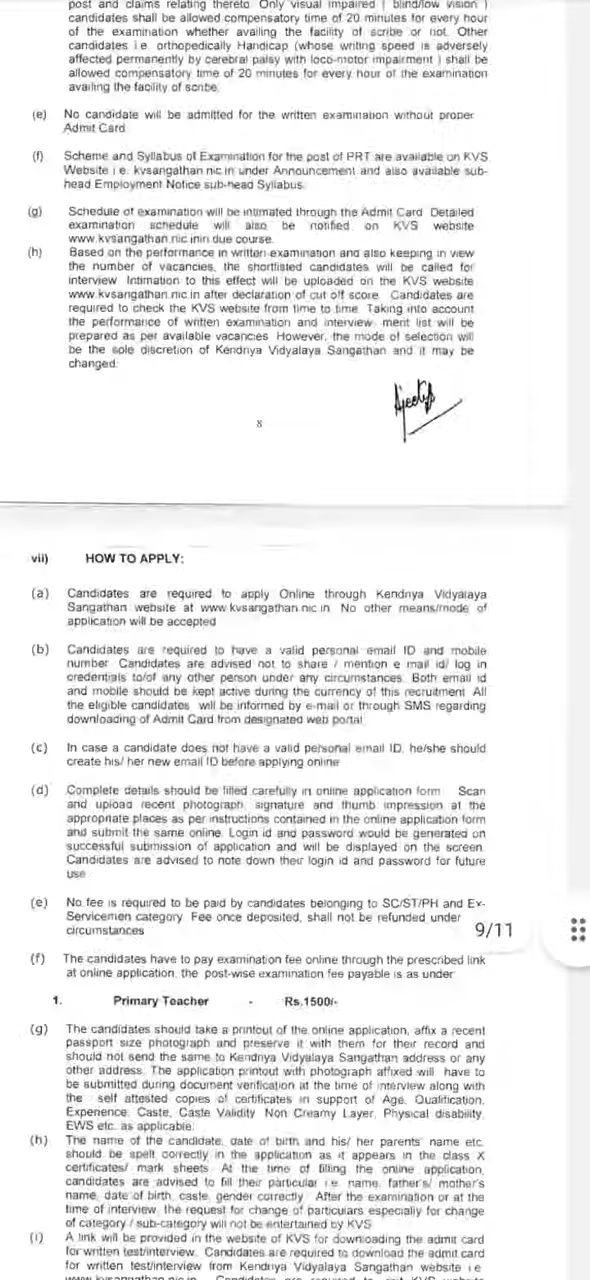 post and claims relating thereto. Only visual impaired ( blind/low vision )
candidates shall be allowed compensatory time of 20 minutes for every hour
of the examination whether availing the facility of scribe or not. Other
candidates i.e. orthopedically Handicap (whose writing speed is adversely
affected permanently by cerebral palsy with loco-motor impairment ) shall be
allowed compensatory time of 20 minutes for every hour of the examination
availing the facility of scribe.
(e) No candidate will be admitted for the written examination without proper
Admit Card
(f) Scheme and Syllabus of Examination for the post of PRT are available on KVS
Website i.e. kvsangathan.nic.in under Announcement and also available sub-
head Employment Notice sub-head Syllabus.
(g) Schedule of examination will be intimated through the Admit Card Detailed
examination schedule will also be notified on KVS website
www.kvsangathan.nic.inin due course.
(h) Based on the performance in written examination and also keeping in view
the number of vacancies, the shortlisted candidates will be called for
interview Intimation to this effect will be uploaded on the KVS website
www.kvsangathan.nic.in after declaration of cut off score. Candidates are
required to check the KVS website from time to time. Taking into account
the performance of written examination and interview merit list will be
prepared as per available vacancies. However, the mode of selection will
be the sole discretion of Kendriya Vidyalaya Sangathan and it may be
changed.
8
vii) HOW TO APPLY:
(a) Candidates are required to apply Online through Kendriya Vidyalaya
Sangathan website at www.kvsangathan.nic.in No other means/mode of
application will be accepted
(b) Candidates are required to have a valid personal email ID and mobile
number. Candidates are advised not to share / mention e mail id/ log in
credentials to/of any other person under any circumstances. Both email id
and mobile should be kept active during the currency of this recruitment All
the eligible candidates will be informed by e-mail or through SMS regarding
downloading of Admit Card from designated web portal.
(c) In case a candidate does not have a valid personal email ID, he/she should
create his/ her new email ID before applying online
(d) Complete details should be filled carefully in online application form. Scan
and upload recent photograph, signature and thumb impression at the
appropriate places as per instructions contained in the online application form
and submit the same online. Login id and password would be generated on
successful submission of application and will be displayed on the screen.
Candidates are advised to note down their login id and password for future
use.
(e) No fee is required to be paid by candidates belonging to SC/ST/PH and Ex-
Servicemen category. Fee once deposited, shall not be refunded under
circumstances
9/11
(f) The candidates have to pay examination fee online through the prescribed link
at online application, the post-wise examination fee payable is as under:
1. Primary Teacher - Rs.1500/-
(g) The candidates should take a printout of the online application, affix a recent
passport size photograph and preserve it with them for their record and
should not send the same to Kendriya Vidyalaya Sangathan address or any
other address. The application printout with photograph affixed will have to
be submitted during document verification at the time of interview along with
the self attested copies of certificates in support of Age, Qualification,
Experience, Caste, Caste Validity Non Creamy Layer, Physical disability,
EWS etc. as applicable.
(h) The name of the candidate, date of birth and his/ her parents' name etc.
should be spelt correctly in the application as it appears in the class X
certificates/ mark sheets. At the time of filling the online application,
candidates are advised to fill their particular i.e. name, father's/ mother's
name, date of birth, caste, gender correctly. After the examination or at the
time of interview, the request for change of particulars especially for change
of category / sub-category will not be entertained by KVS
(i) A link will be provided in the website of KVS for downloading the admit card
for written test/interview. Candidates are required to download the admit card
for written test/interview from Kendriya Vidyalaya Sangathan website i.e.
www.kvsangathan.nic.in. Candidates are required to visit KVS website